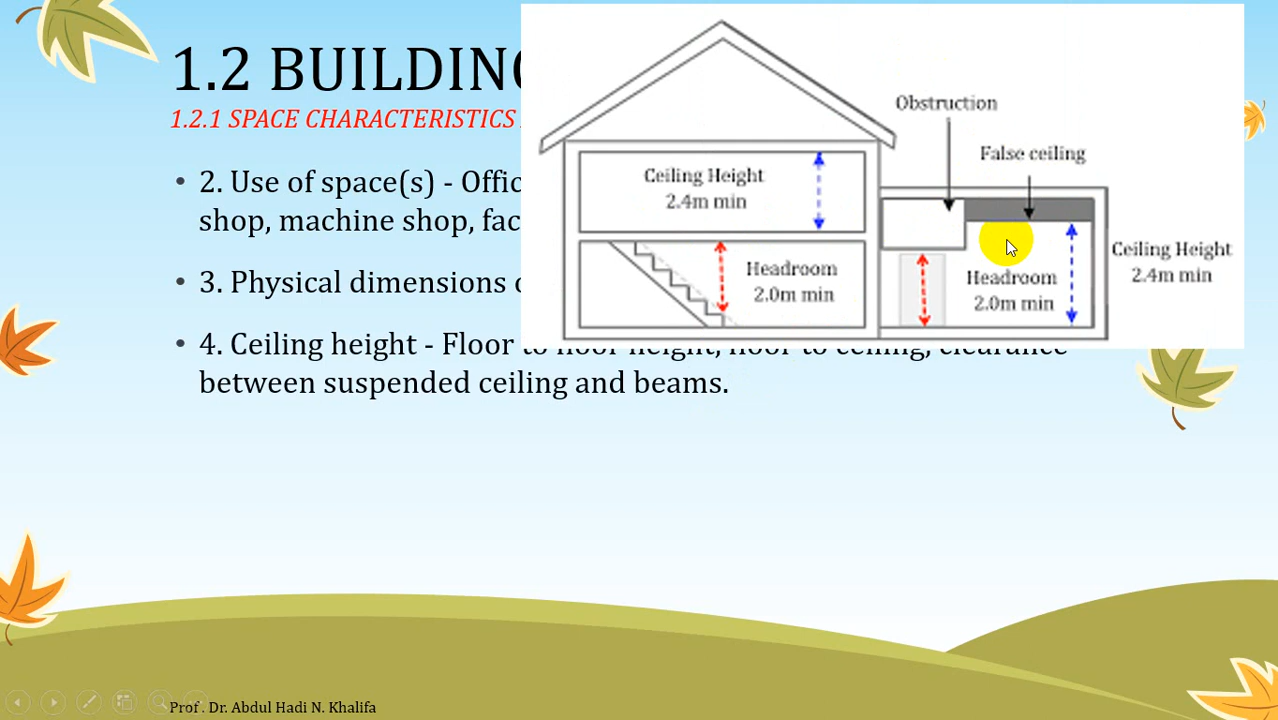 1.2 BUILDING
1.2.1 SPACE CHARACTERISTICS
• 2. Use of space(s) - Offic
shop, machine shop, fac
• 3. Physical dimensions
• 4. Ceiling height - Floor to floor height, floor to ceiling, clearance
between suspended ceiling and beams.
Obstruction
False ceiling
Ceiling Height
2.4m min
Headroom
2.0m min
Headroom
2.0m min
Ceiling Height
2.4m min
Prof . Dr. Abdul Hadi N. Khalifa